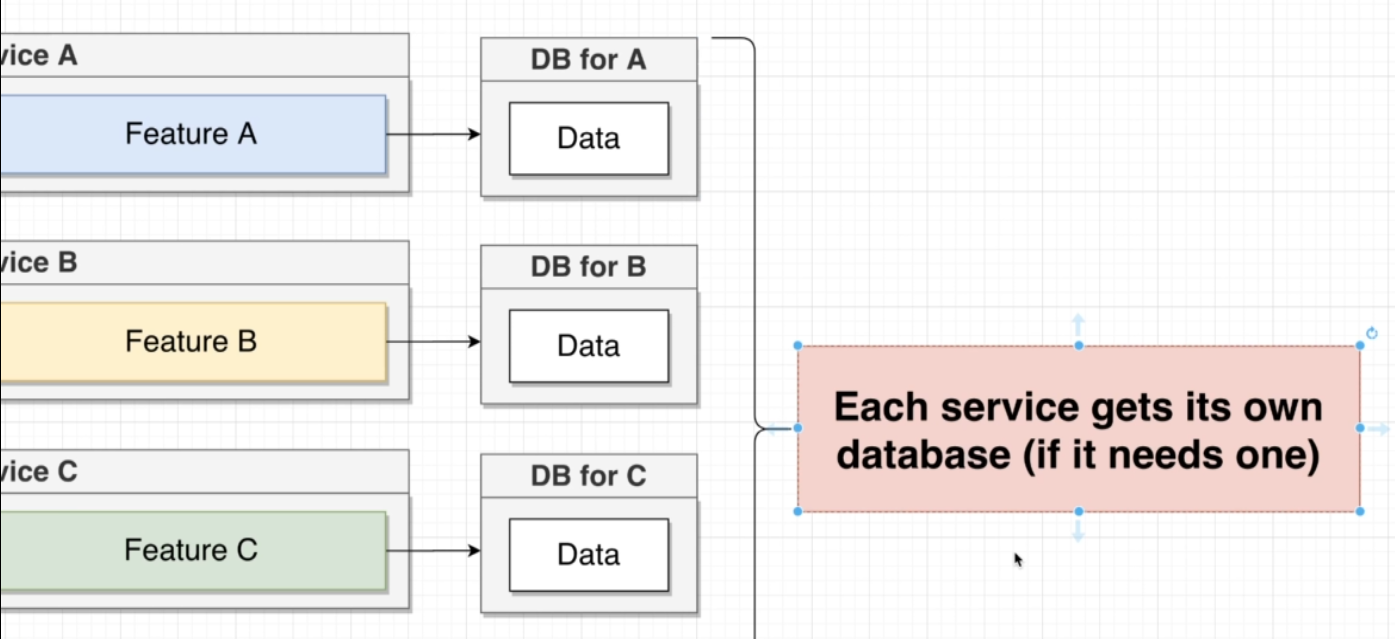 vice A
DB for A
Feature A
Data
vice B
DB for B
Feature B
Data
Each service gets its own
database (if it needs one)
vice C
DB for C
Feature C
Data